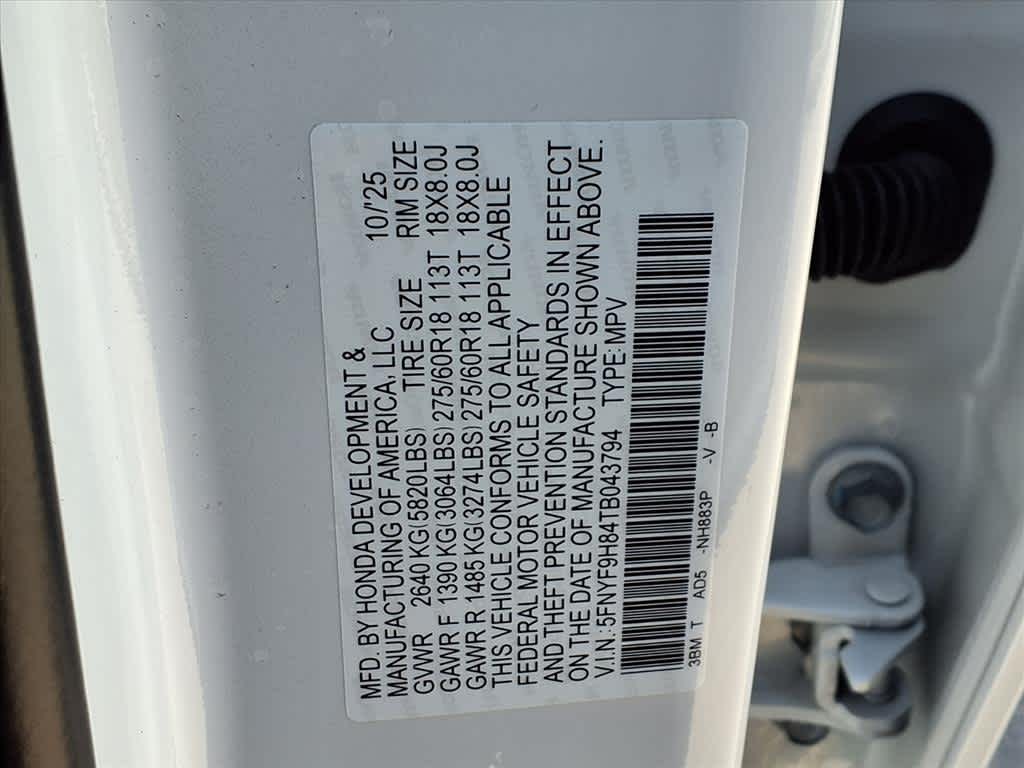 MFD. BY HONDA DEVELOPMENT &
MANUFACTURING OF AMERICA, LLC 10/25
GVWR 2640 KG(5820LBS) TIRE SIZE RIM SIZE
GAWR F 1390 KG(3064LBS) 275/60R18 113T 18X8.0J
GAWR R 1485 KG(3274LBS) 275/60R18 113T 18X8.0J
THIS VEHICLE CONFORMS TO ALL APPLICABLE
FEDERAL MOTOR VEHICLE SAFETY
AND THEFT PREVENTION STANDARDS IN EFFECT
ON THE DATE OF MANUFACTURE SHOWN ABOVE.
V.I.N.:5FNYF9H84TB043794 TYPE:MPV
3BM T AD5 -NH883P -V -B